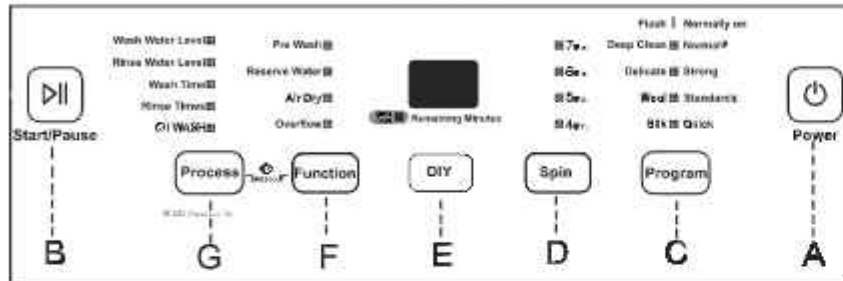 Flash | Normally on
Wash Water Level
Rinse Water Level
Wash Time
Rinse Times
Pre Wash
Reserve Water
Air Dry
Overflow
Remaining Minutes
7
6
5
4
Deep Clean Normal
Delicate Strong
Wool Standards
Silk Quick
Start/Pause
Power
Process
Function
DIY
Spin
Program
B
G
F
E
D
C
A